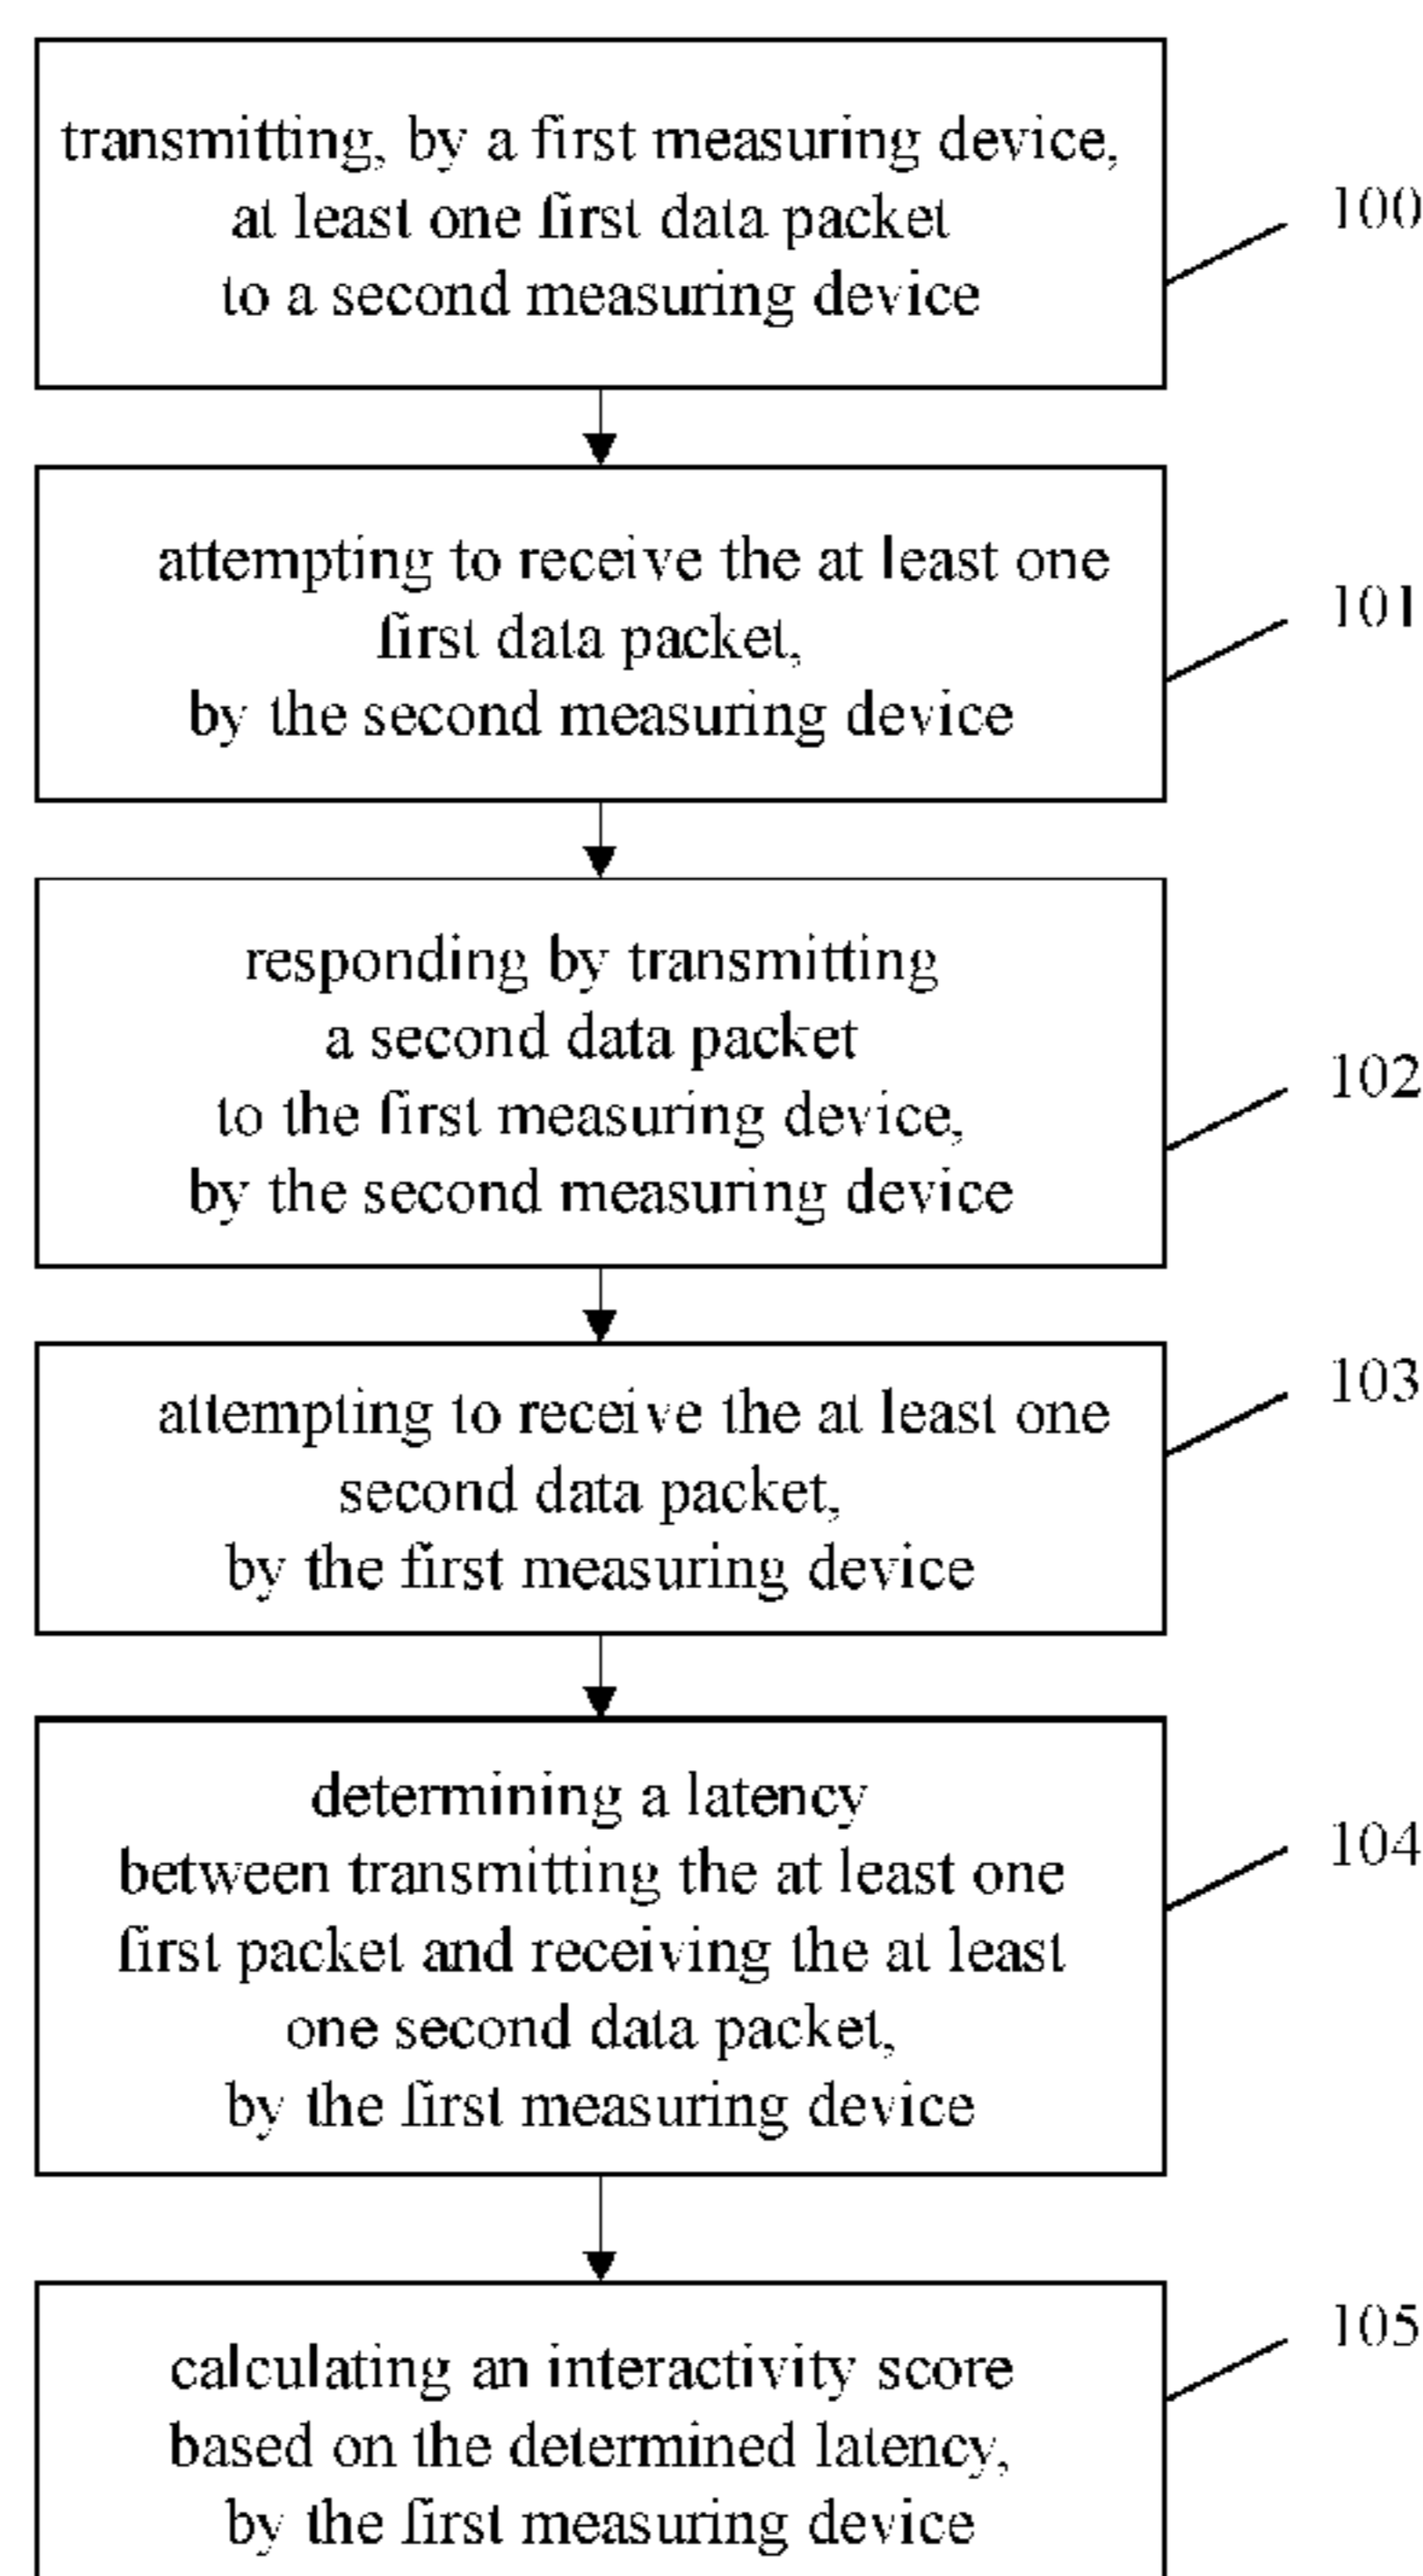 transmitting, by a first measuring device,
at least one first data packet
to a second measuring device
100
attempting to receive the at least one
first data packet,
by the second measuring device
101
responding by transmitting
a second data packet
to the first measuring device,
by the second measuring device
102
attempting to receive the at least one
second data packet,
by the first measuring device
103
determining a latency
between transmitting the at least one
first packet and receiving the at least
one second data packet,
by the first measuring device
104
calculating an interactivity score
based on the determined latency,
by the first measuring device
105